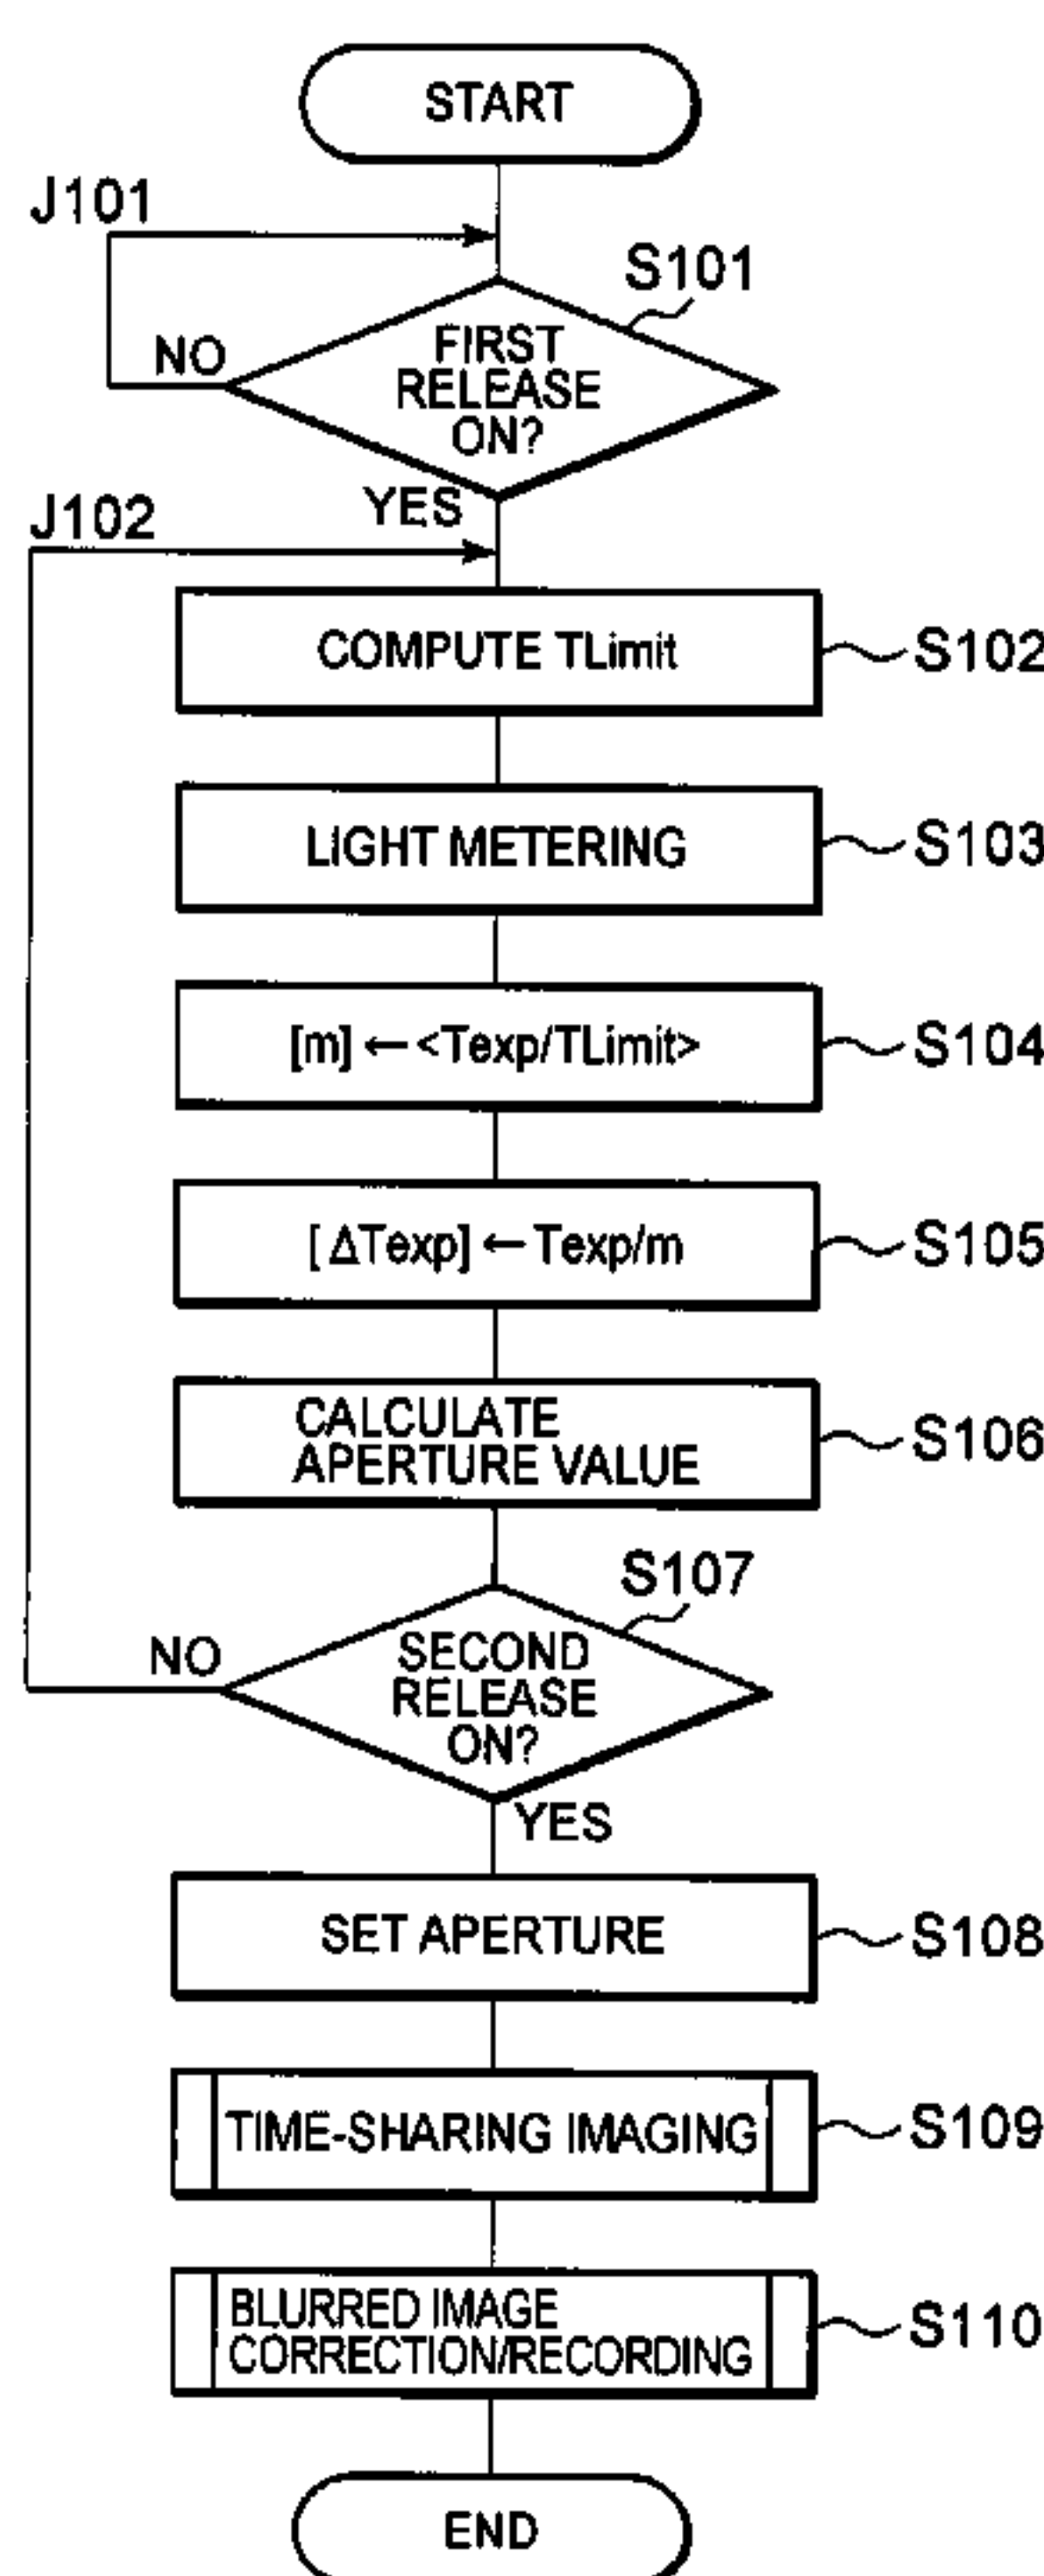 START
J101
S101
FIRST
RELEASE
ON?
NO
YES
J102
COMPUTE TLimit
S102
LIGHT METERING
S103
[m] ← <Texp/TLimit>
S104
[ΔTexp] ← Texp/m
S105
CALCULATE
APERTURE VALUE
S106
S107
SECOND
RELEASE
ON?
NO
YES
SET APERTURE
S108
TIME-SHARING IMAGING
S109
BLURRED IMAGE
CORRECTION/RECORDING
S110
END